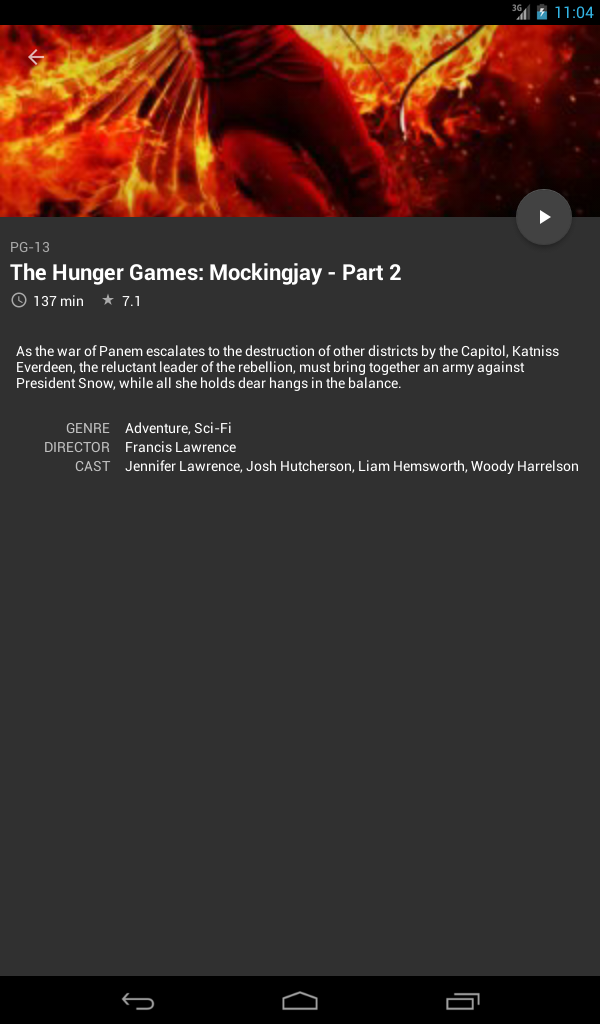 3G
11:04
PG-13
The Hunger Games: Mockingjay - Part 2
137 min 7.1
As the war of Panem escalates to the destruction of other districts by the Capitol, Katniss
Everdeen, the reluctant leader of the rebellion, must bring together an army against
President Snow, while all she holds dear hangs in the balance.
GENRE Adventure, Sci-Fi
DIRECTOR Francis Lawrence
CAST Jennifer Lawrence, Josh Hutcherson, Liam Hemsworth, Woody Harrelson